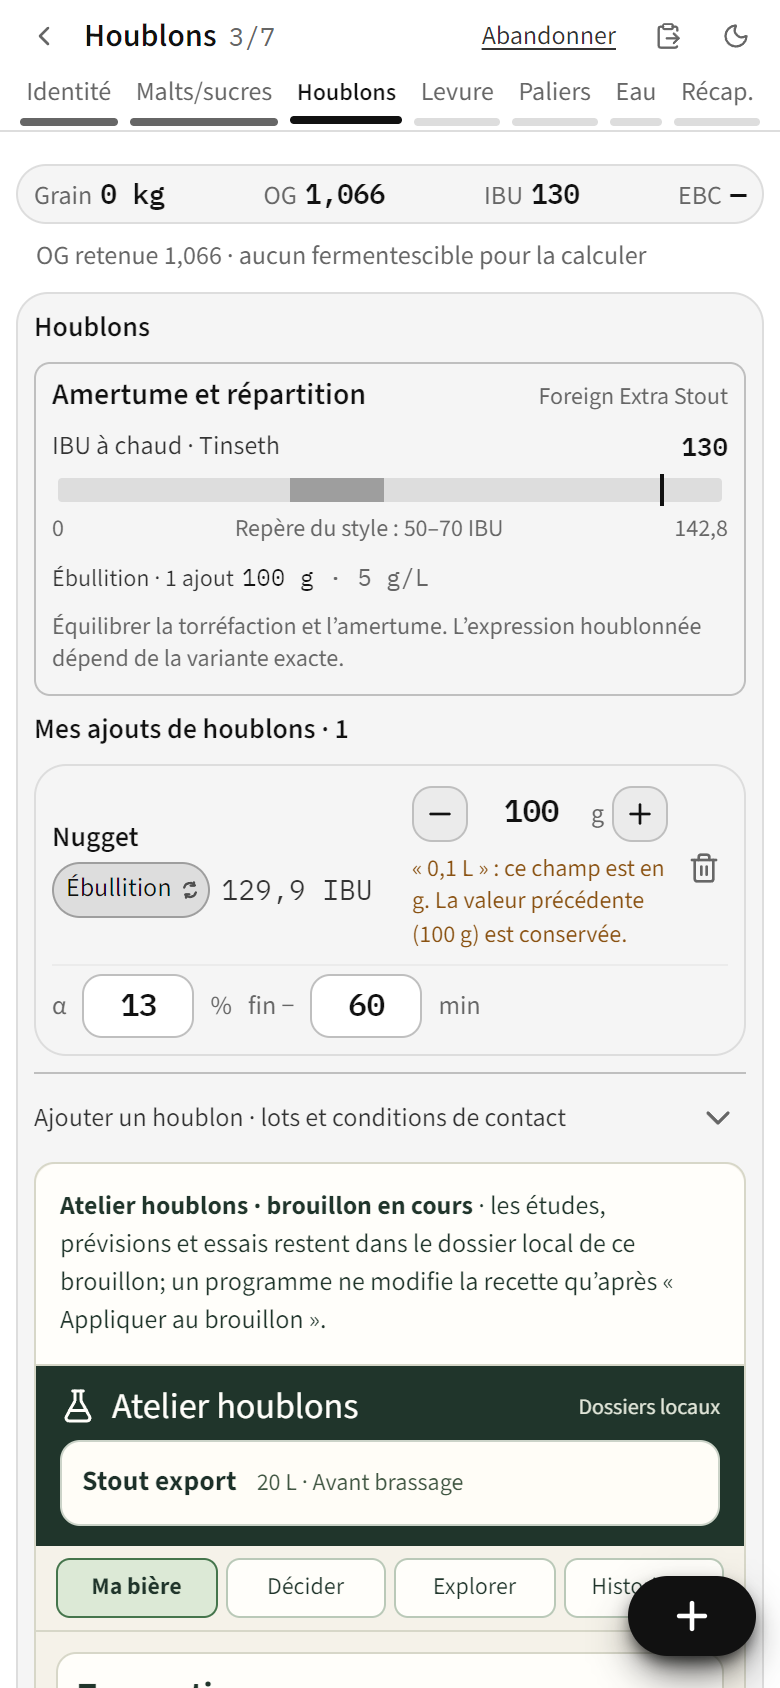 Houblons 3/7 Abandonner
Identité Malts/sucres Houblons Levure Paliers Eau Récap.
Grain 0 kg OG 1,066 IBU 130 EBC –
OG retenue 1,066 · aucun fermentescible pour la calculer
Houblons
Amertume et répartition Foreign Extra Stout
IBU à chaud · Tinseth 130
0 Repère du style : 50–70 IBU 142,8
Ébullition · 1 ajout 100 g · 5 g/L
Équilibrer la torréfaction et l’amertume. L’expression houblonnée
dépend de la variante exacte.
Mes ajouts de houblons · 1
Nugget
− 100 g +
Ébullition 129,9 IBU
« 0,1 L » : ce champ est en
g. La valeur précédente
(100 g) est conservée.
α 13 % fin − 60 min
Ajouter un houblon · lots et conditions de contact
Atelier houblons · brouillon en cours · les études,
prévisions et essais restent dans le dossier local de ce
brouillon; un programme ne modifie la recette qu’après «
Appliquer au brouillon ».
Atelier houblons Dossiers locaux
Stout export 20 L · Avant brassage
Ma bière Décider Explorer
+